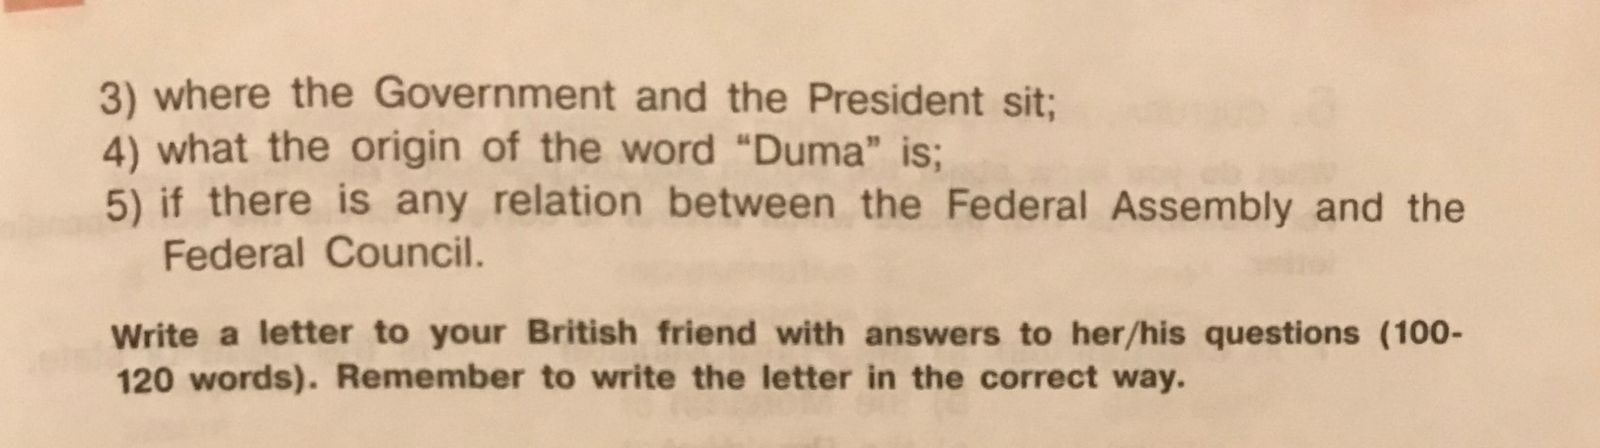 3) where the Government and the President sit;
4) what the origin of the word “Duma” is;
5) if there is any relation between the Federal Assembly and the
Federal Council.
Write a letter to your British friend with answers to her/his questions (100-
120 words). Remember to write the letter in the correct way.